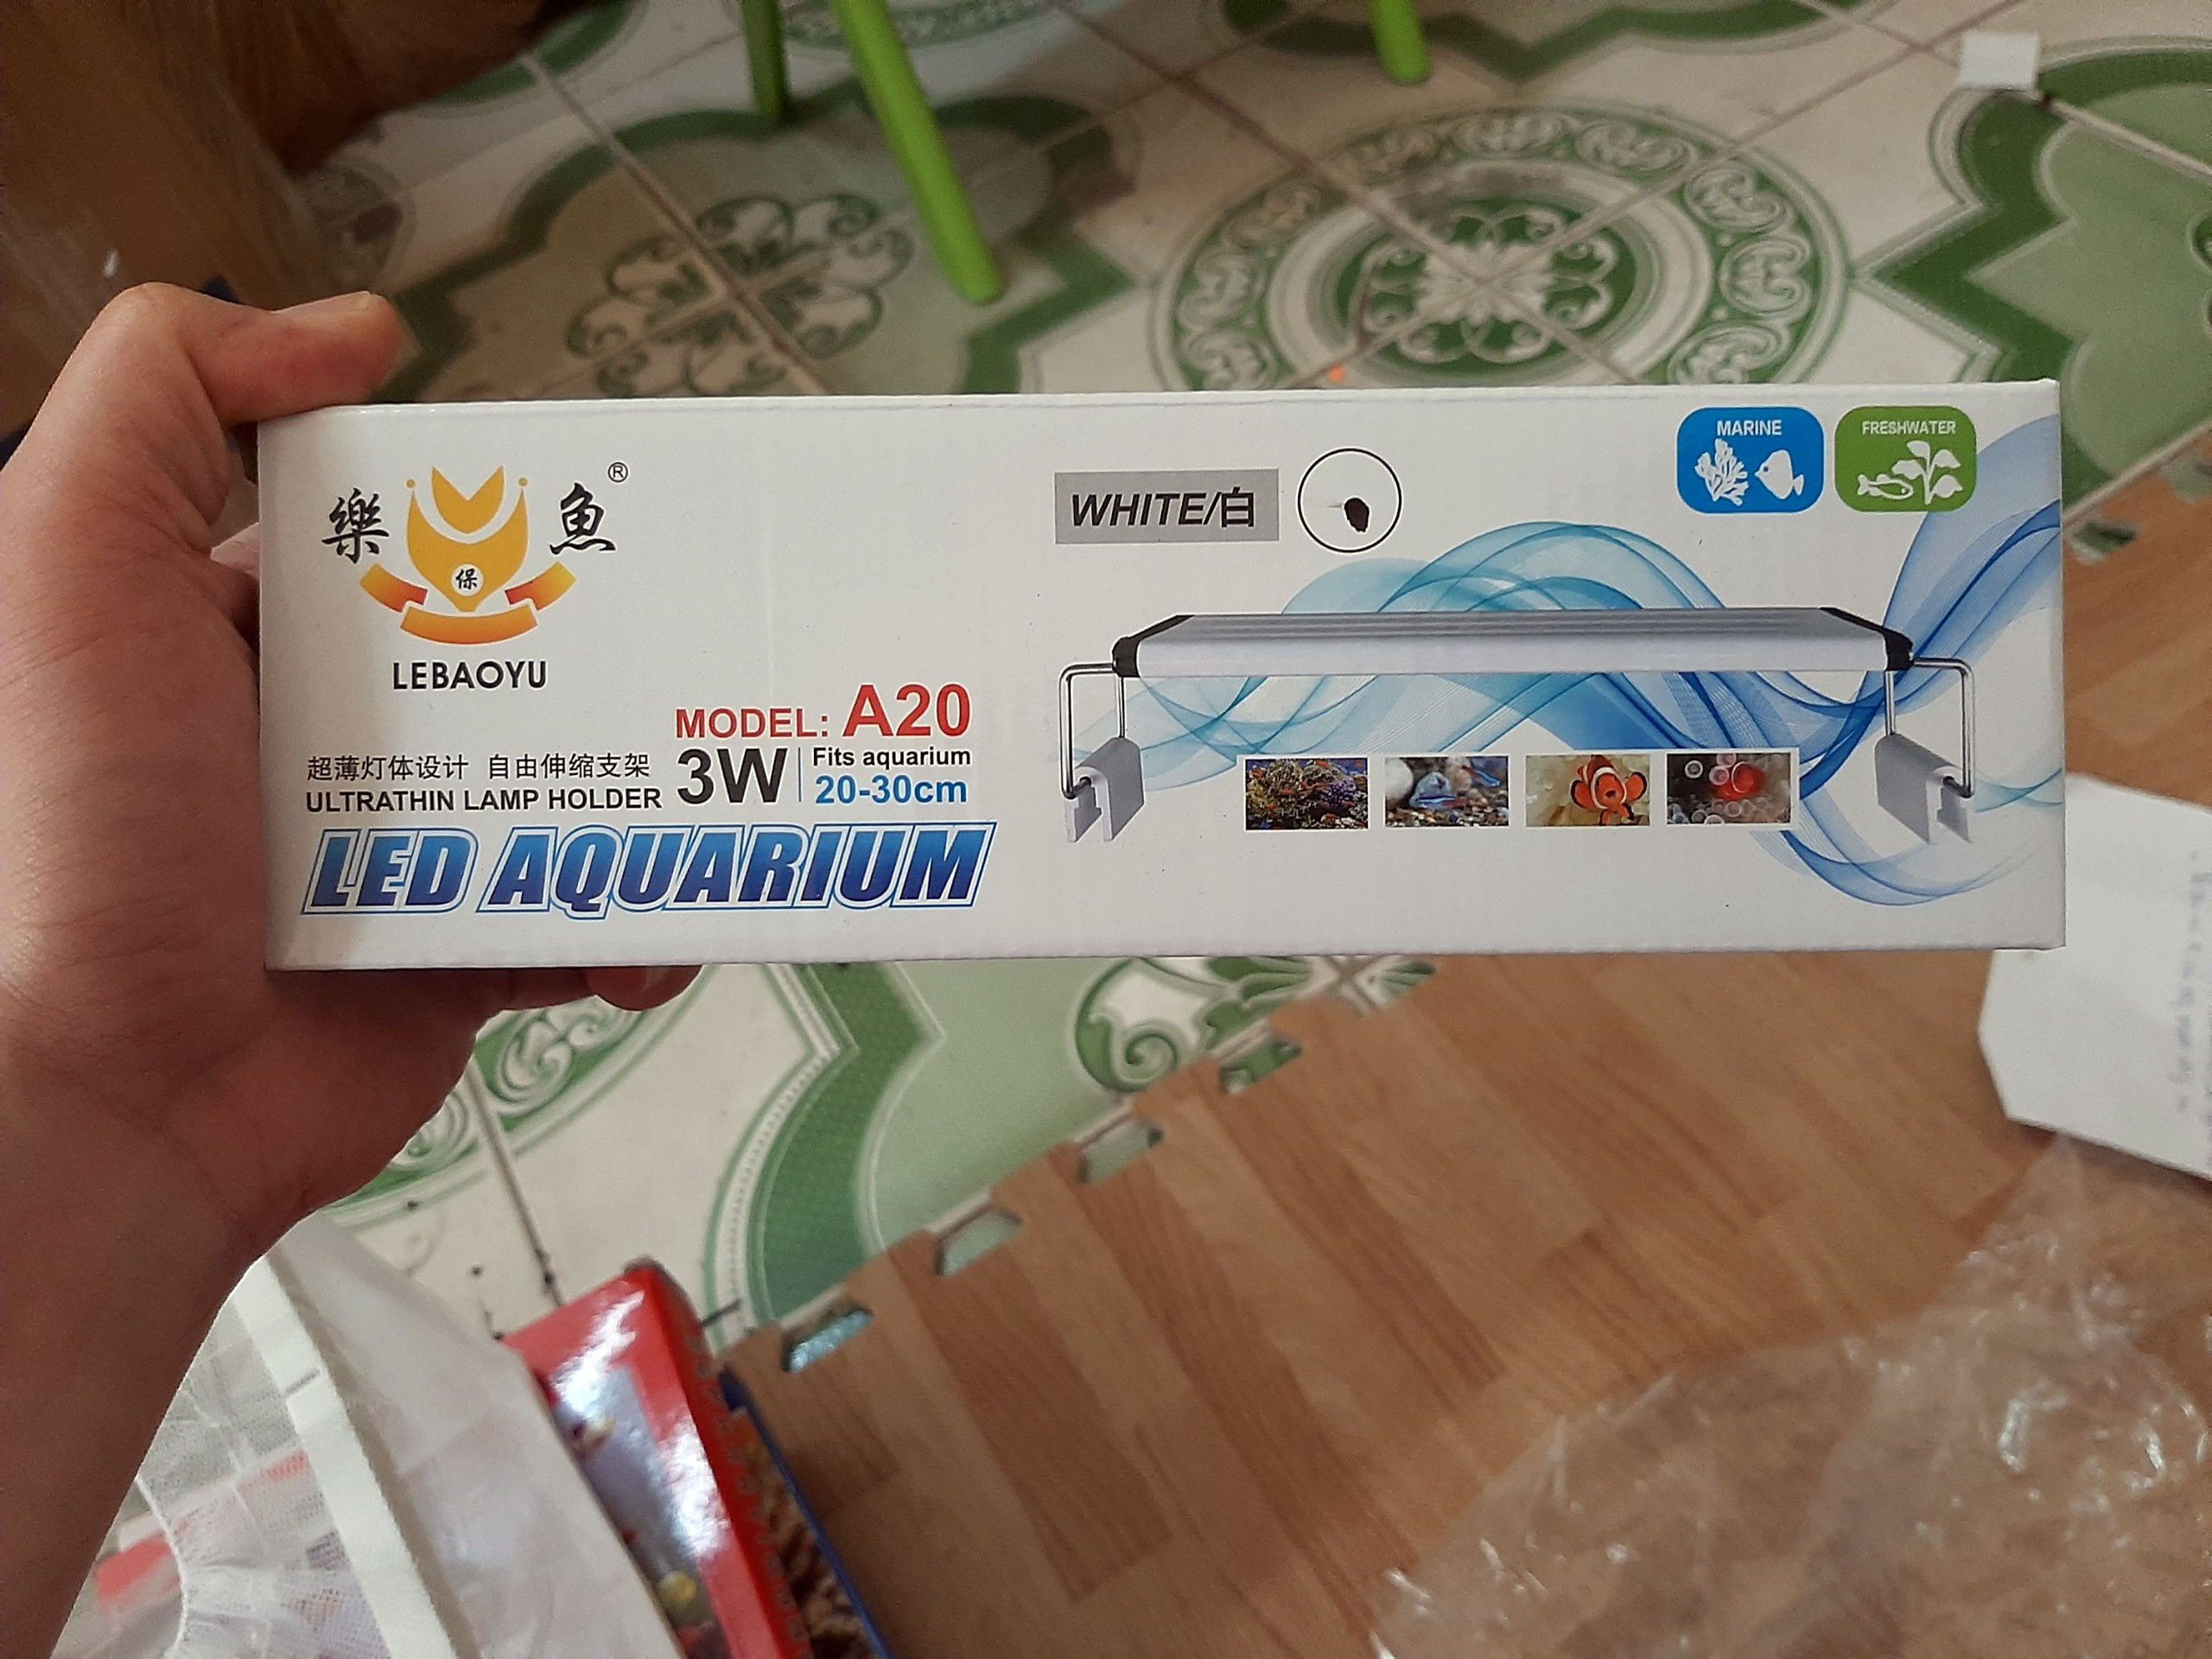 樂 魚 ®
保
LEBAOYU
MODEL: A20
超薄灯体设计 自由伸缩支架
ULTRATHIN LAMP HOLDER
3W
Fits aquarium
20-30cm
LED AQUARIUM
WHITE/白
MARINE
FRESHWATER